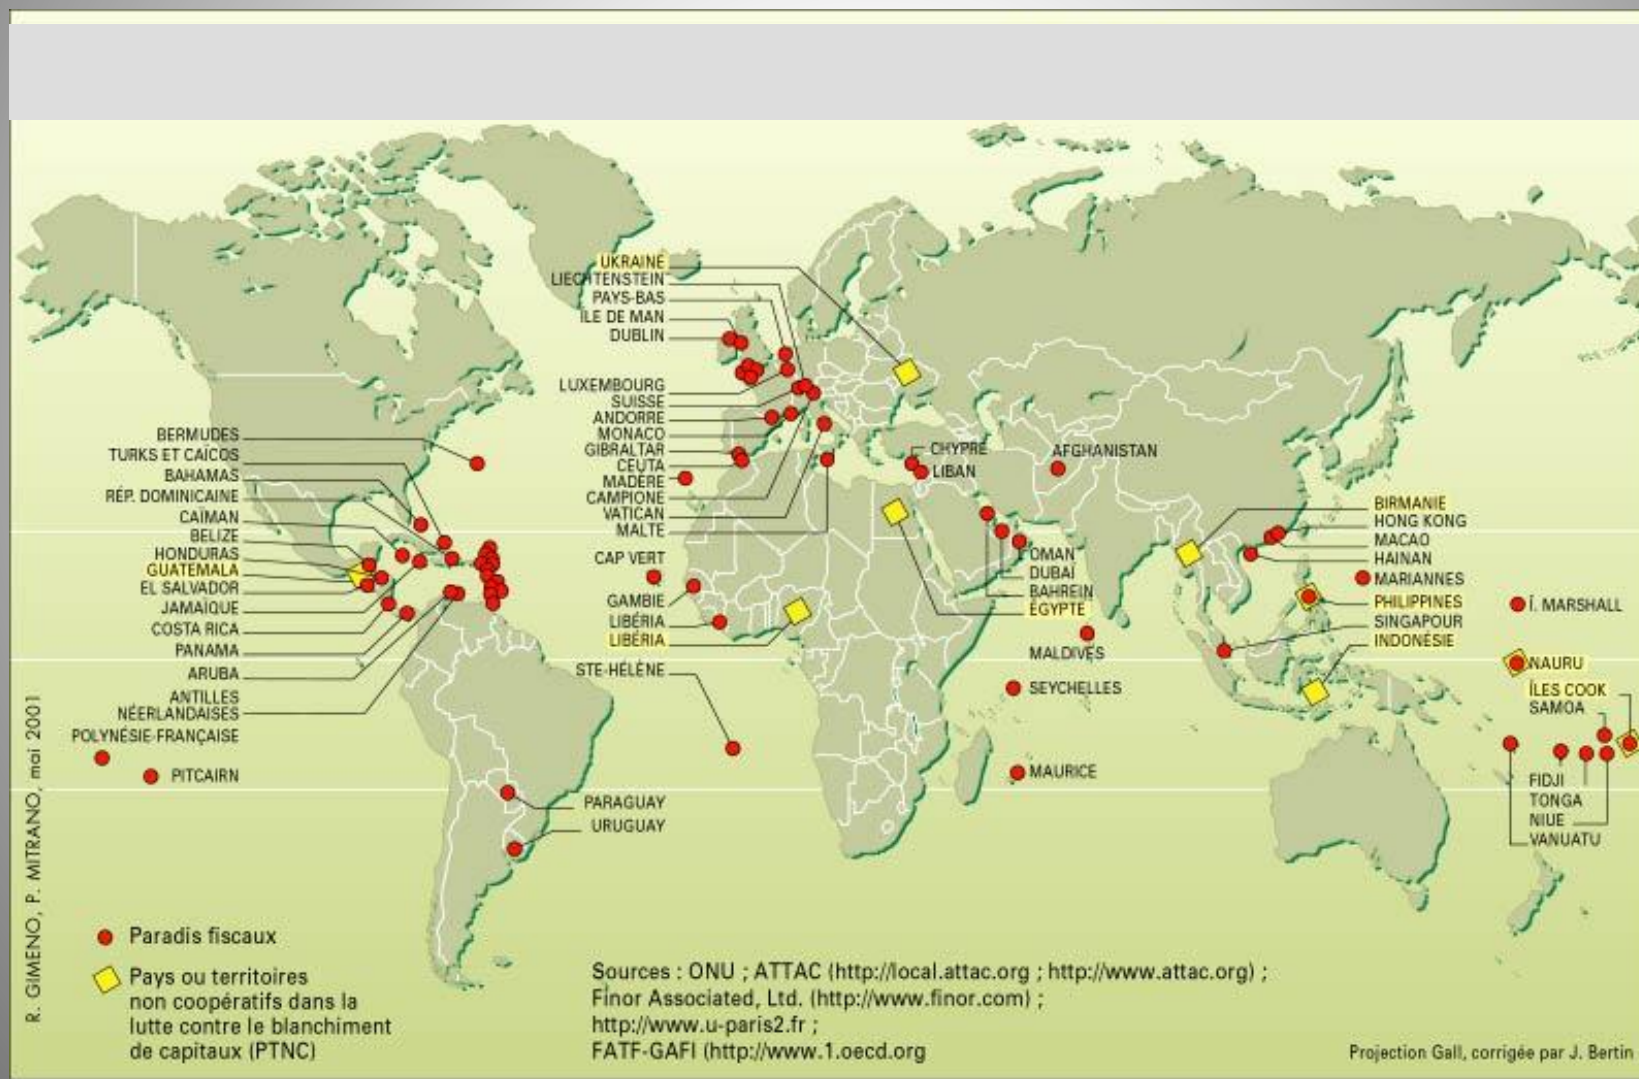 UKRAINE
LIECHTENSTEIN
PAYS-BAS
ILE DE MAN
DUBLIN
LUXEMBOURG
SUISSE
ANDORRE
MONACO
GIBRALTAR
CEUTA
MADÈRE
CAMPIONE
VATICAN
MALTE
CAP VERT
GAMBIE
LIBÉRIA
LIBÉRIA
STE-HÉLÈNE
BERMUDES
TURKS ET CAÏCOS
BAHAMAS
RÉP. DOMINICAINE
CAÏMAN
BELIZE
HONDURAS
GUATEMALA
EL SALVADOR
JAMAÏQUE
COSTA RICA
PANAMA
ARUBA
ANTILLES
NÉERLANDAISES
POLYNÉSIE-FRANÇAISE
PITCAIRN
PARAGUAY
URUGUAY
CHYPRE
LIBAN
AFGHANISTAN
OMAN
DUBAÏ
BAHREIN
ÉGYPTE
MALDIVES
SEYCHELLES
MAURICE
BIRMANIE
HONG KONG
MACAO
HAINAN
MARIANNES
PHILIPPINES
SINGAPOUR
INDONÉSIE
Î. MARSHALL
NAURU
ÎLES COOK
SAMOA
FIDJI
TONGA
NIUE
VANUATU
R. GIMENO, P. MITRANO, mai 2001
Paradis fiscaux
Pays ou territoires
non coopératifs dans la
lutte contre le blanchiment
de capitaux (PTNC)
Sources : ONU ; ATTAC (http://local.attac.org ; http://www.attac.org) ;
Finor Associated, Ltd. (http://www.finor.com) ;
http://www.u-paris2.fr ;
FATF-GAFI (http://www.1.oecd.org
Projection Gall, corrigée par J. Bertin